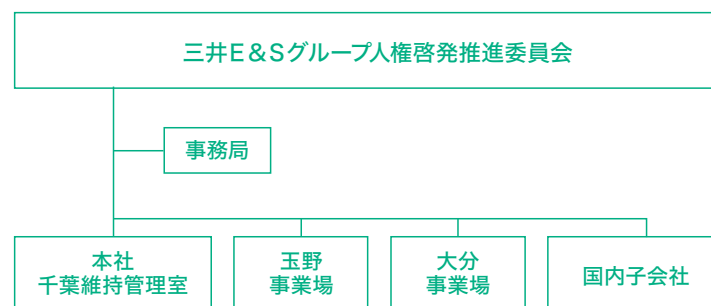 三井E&Sグループ人権啓発推進委員会
事務局
本社
千葉維持管理室
玉野
事業場
大分
事業場
国内子会社